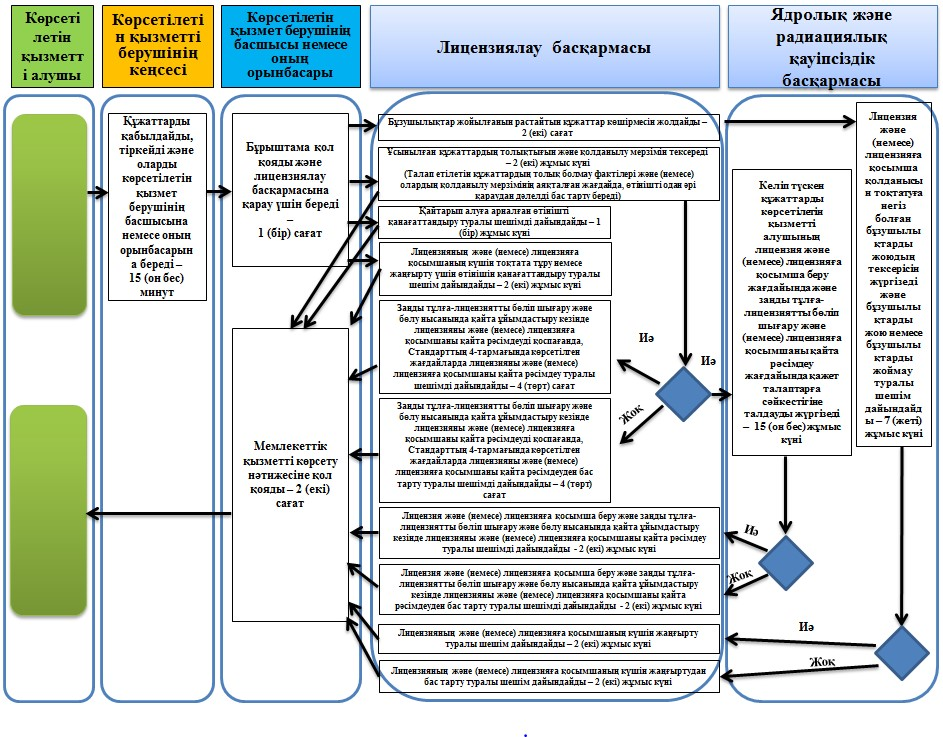 Көрсеті
летін
қызметт
і алушы
Көрсетілеті
н қызметті
берушінің
кеңсесі
Көрсетілетін
қызмет берушінің
басшысы немесе
оның
орынбасары
Лицензиялау басқармасы
Ядролық және
радиациялық
қауіпсіздік
басқармасы
Құжаттарды
қабылдайды,
тіркейді және
оларды
көрсетілетін
қызмет
берушінің
басшысына
немесе оның
орынбасарын
а береді –
15 (он бес)
минут
Бұрыштама қол
қояды және
лицензиялау
басқармасына
қарау үшін береді
–
1 (бір) сағат
Мемлекеттік
қызметті көрсету
нәтижесіне қол
қояды – 2 (екі)
сағат
Бұзушылықтар жойылғанын растайтын құжаттар көшірмесін жолдайды –
2 (екі) сағат
Ұсынылған құжаттардың толықтығын және қолданылу мерзімін тексереді
– 2 (екі) жұмыс күні
(Талап етілетін құжаттардың толық болмау фактілері және (немесе)
олардың қолданылу мерзімінің аяқталған жағдайда, өтінішті одан әрі
қараудан дәлелді бас тарту береді)
Қайтарып алуға арналған өтінішті
қанағаттандыру туралы шешімді дайындайды – 1
(бір) жұмыс күні
Лицензияның және (немесе) лицензияға
қосымшаның күшін тоқтата тұру немесе
жаңғырту үшін өтінішін қанағаттандыру туралы
шешім дайындайды – 2 (екі) жұмыс күні
Заңды тұлға-лицензиятты бөліп шығару және
бөлу нысанында қайта ұйымдастыру кезінде
лицензияны және (немесе) лицензияға
қосымшаны қайта рәсімдеуді қоспағанда,
Стандарттың 4-тармағында көрсетілген
жағдайларда лицензияны және (немесе)
лицензияға қосымшаны қайта рәсімдеу туралы
шешімді дайындайды – 4 (төрт) сағат
Заңды тұлға-лицензиятты бөліп шығару және
бөлу нысанында қайта ұйымдастыру кезінде
лицензияны және (немесе) лицензияға
қосымшаны қайта рәсімдеуді қоспағанда,
Стандарттың 4-тармағында көрсетілген
жағдайларда лицензияны және (немесе)
лицензияға қосымшаны қайта рәсімдеуден бас
тарту туралы шешімді дайындайды – 4 (төрт)
сағат
Лицензия және (немесе) лицензияға қосымша беру және заңды тұлға-
лицензиятты бөліп шығару және бөлу нысанында қайта ұйымдастыру
кезінде лицензияны және (немесе) лицензияға қосымшаны қайта рәсімдеу
туралы шешімді дайындайды - 2 (екі) жұмыс күні
Лицензия және (немесе) лицензияға қосымша беру және заңды тұлға-
лицензиятты бөліп шығару және бөлу нысанында қайта ұйымдастыру
кезінде лицензияны және (немесе) лицензияға қосымшаны қайта
рәсімдеуден бас тарту туралы шешімді дайындайды - 2 (екі) жұмыс күні
Лицензияның және (немесе) лицензияға қосымшаның күшін жаңғырту
туралы шешім дайындайды – 2 (екі) жұмыс күні
Лицензияның және (немесе) лицензияға қосымшаның күшін жаңғыртудан
бас тарту туралы шешім дайындайды – 2 (екі) жұмыс күні
Иә
Жоқ
Иә
Келіп түскен
құжаттарды
көрсетілетін
қызметті
алушының
лицензия және
(немесе) лицензияға
қосымша беру
жағдайында және
заңды тұлға-
лицензиятты бөліп
шығару және
(немесе) лицензияға
қосымшаны қайта
рәсімдеу
жағдайында қажет
талаптарға
сәйкестігіне
талдауды жүргізеді
– 15 (он бес) жұмыс
күні
Лицензия
және
(немесе)
лицензияға
қосымша
қолданысы
н тоқтатуға
негіз
болған
бұзушылы
қтарды
жоюдың
тексерісін
жүргізеді
және
бұзушылы
қтарды
жою немесе
бұзушылы
қтарды
жоймау
туралы
шешім
дайындайд
ы – 7 (жеті)
жұмыс күні
Иә
Жоқ
Иә
Жоқ